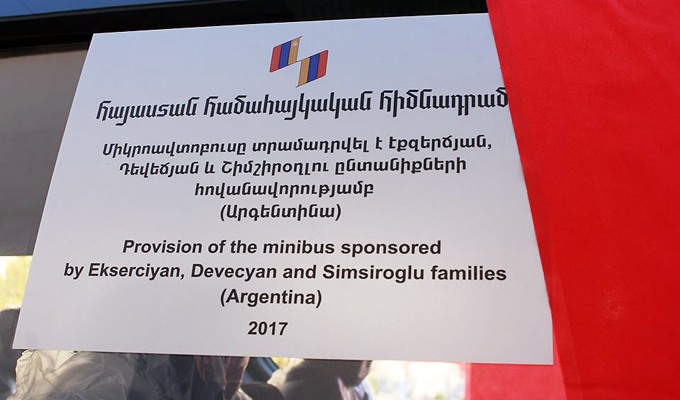 հայաստան համահայկական հիմնադրամ
Միկրոավտոբուսը տրամադրվել է էքզերճյան,
Դեվեճյան և Շիմշիրօղլու ընտանիքների
հովանավորությամբ
(Արգենտինա)
Provision of the minibus sponsored
by Ekserciyan, Devecyan and Simsiroglu families
(Argentina)
2017